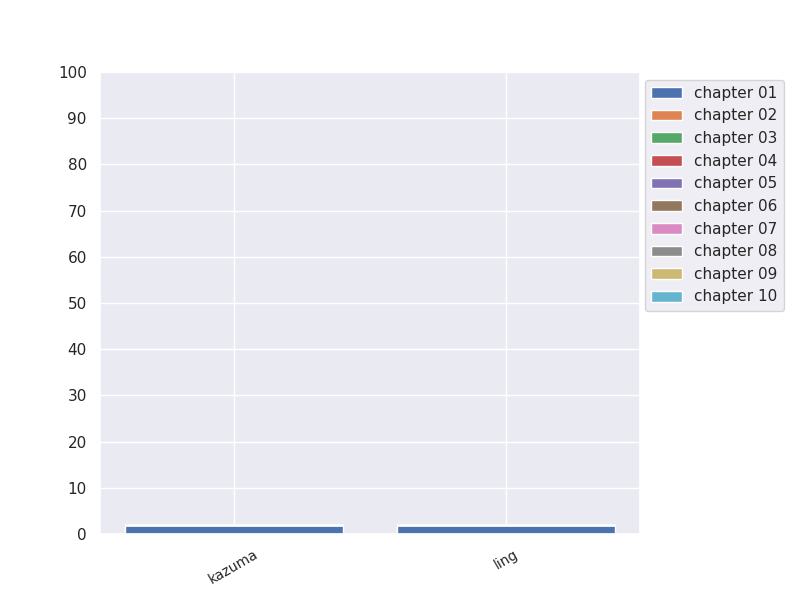 100
90
80
70
60
50
40
30
20
10
0
kazuma
ling
chapter 01
chapter 02
chapter 03
chapter 04
chapter 05
chapter 06
chapter 07
chapter 08
chapter 09
chapter 10